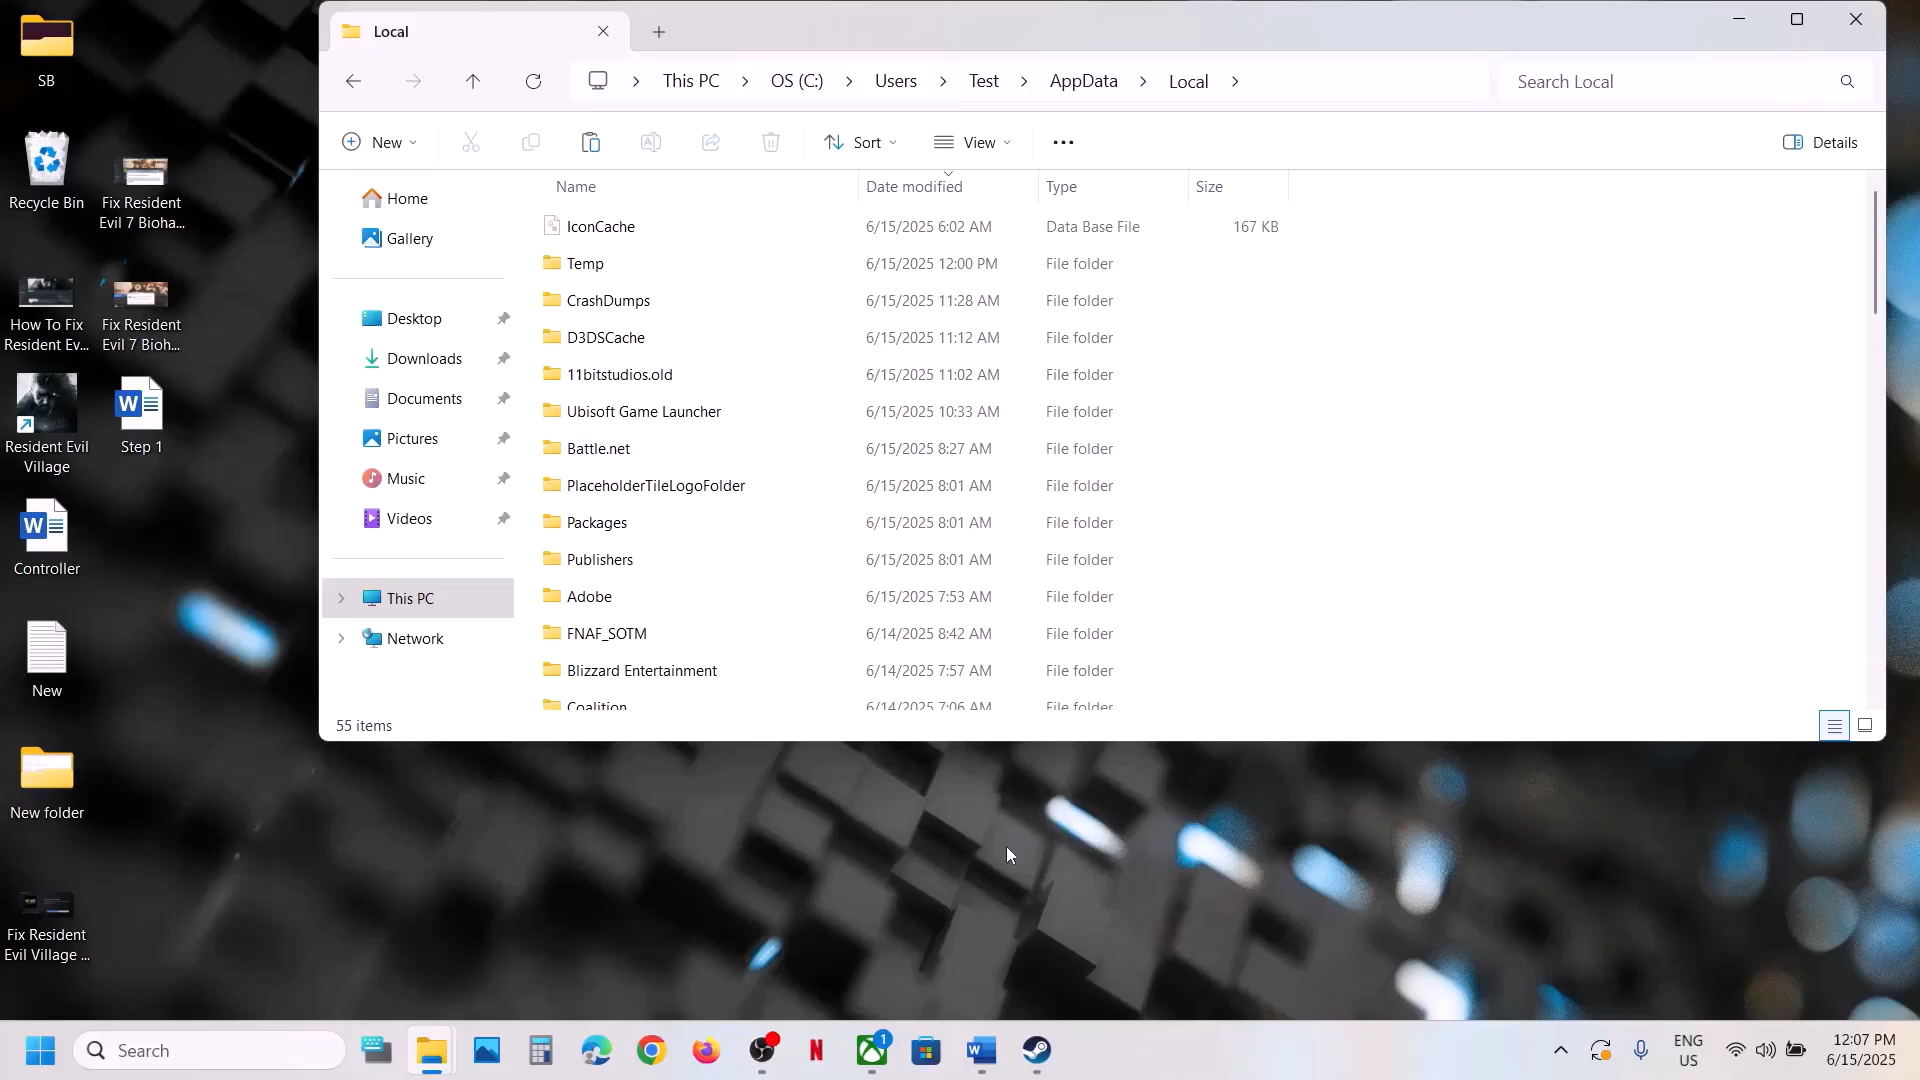 Local
This PC
OS (C:)
Users
Test
AppData
Local
Search Local
New
Sort
View
Details
Home
Gallery
Desktop
Downloads
Documents
Pictures
Music
Videos
This PC
Network
Name Date modified Type Size
IconCache 6/15/2025 6:02 AM Data Base File 167 KB
Temp 6/15/2025 12:00 PM File folder
CrashDumps 6/15/2025 11:28 AM File folder
D3DSCache 6/15/2025 11:12 AM File folder
11bitstudios.old 6/15/2025 11:02 AM File folder
Ubisoft Game Launcher 6/15/2025 10:33 AM File folder
Battle.net 6/15/2025 8:27 AM File folder
PlaceholderTileLogoFolder 6/15/2025 8:01 AM File folder
Packages 6/15/2025 8:01 AM File folder
Publishers 6/15/2025 8:01 AM File folder
Adobe 6/15/2025 7:53 AM File folder
FNAF_SOTM 6/14/2025 8:42 AM File folder
Blizzard Entertainment 6/14/2025 7:57 AM File folder
Coalition 6/14/2025 7:06 AM File folder
55 items
SB
Recycle Bin
Fix Resident
Evil 7 Bioha...
How To Fix
Resident Ev...
Fix Resident
Evil 7 Bioh...
Resident Evil
Village
Step 1
Controller
New
New folder
Fix Resident
Evil Village ...
Search
1
ENG
US
12:07 PM
6/15/2025